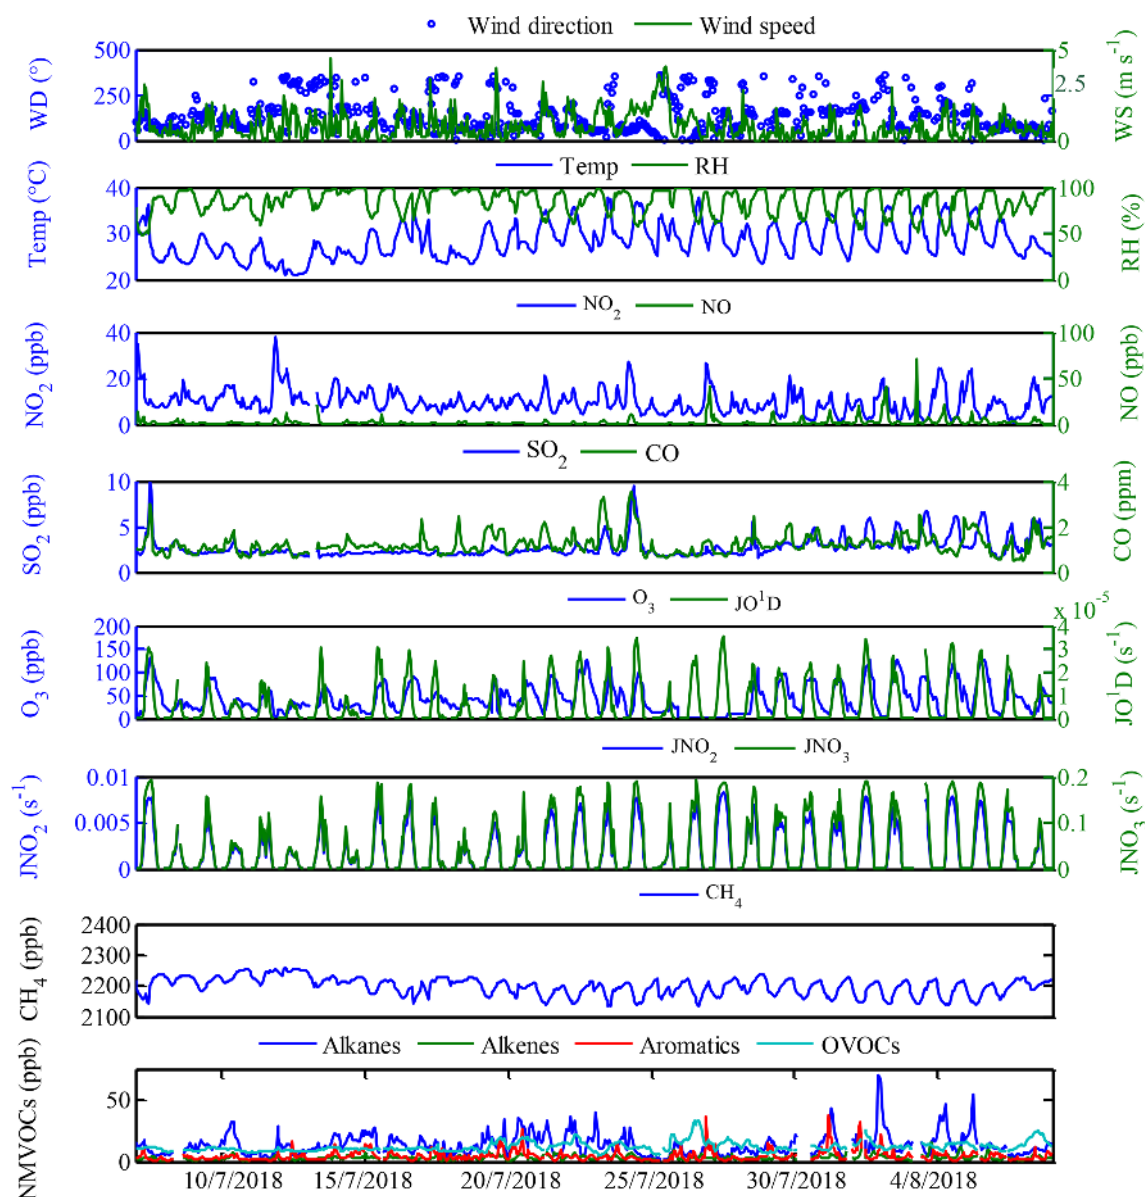 Wind direction Wind speed
WD (°)
500
250
0
5
2.5
0
WS (m s⁻¹)
Temp RH
Temp (°C)
40
30
20
100
50
0
RH (%)
NO₂ NO
NO₂ (ppb)
40
20
0
100
50
0
NO (ppb)
SO₂ CO
SO₂ (ppb)
10
5
0
4
2
0
CO (ppm)
O₃ JO¹D
x 10⁻⁵
O₃ (ppb)
200
150
100
50
0
4
3
2
1
0
JO¹D (s⁻¹)
JNO₂ JNO₃
JNO₂ (s⁻¹)
0.01
0.005
0
0.2
0.1
0
JNO₃ (s⁻¹)
CH₄
CH₄ (ppb)
2400
2300
2200
2100
Alkanes Alkenes Aromatics OVOCs
NMVOCs (ppb)
50
0
10/7/2018 15/7/2018 20/7/2018 25/7/2018 30/7/2018 4/8/2018